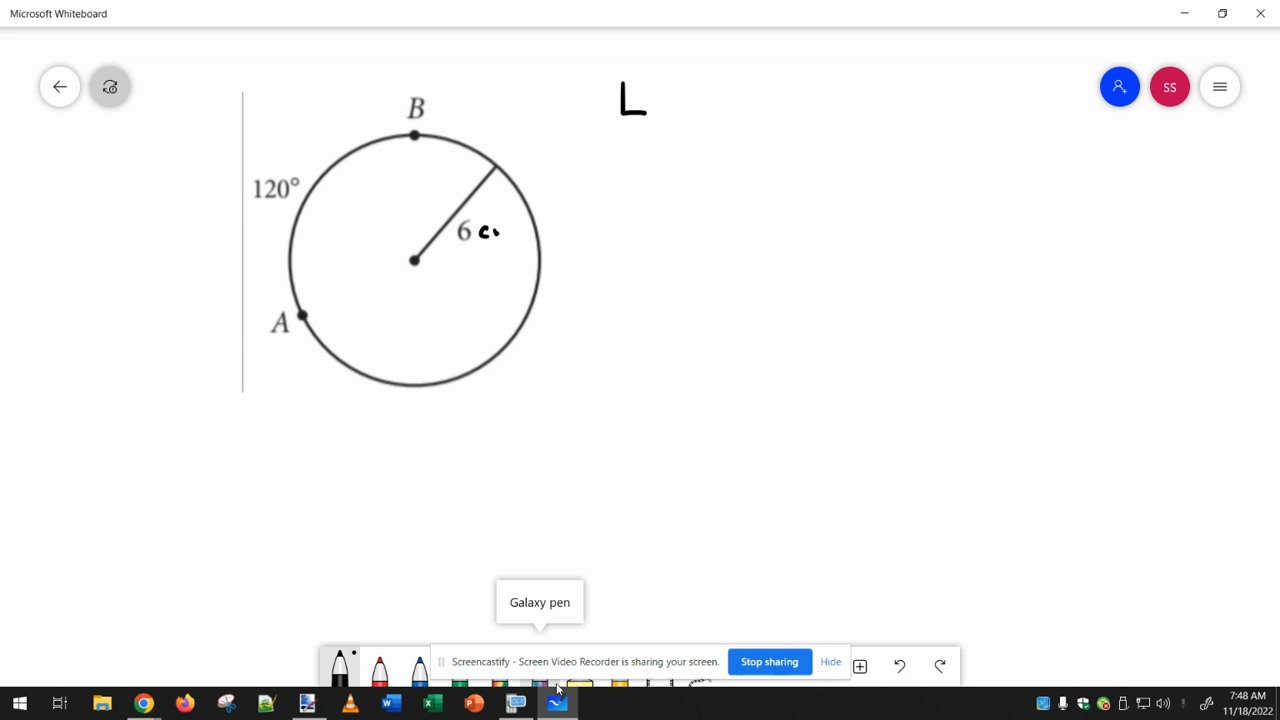 Microsoft Whiteboard
SS
L
B
120°
6
A
Galaxy pen
Screencastify - Screen Video Recorder is sharing your screen.
Stop sharing
Hide
7:48 AM
11/18/2022